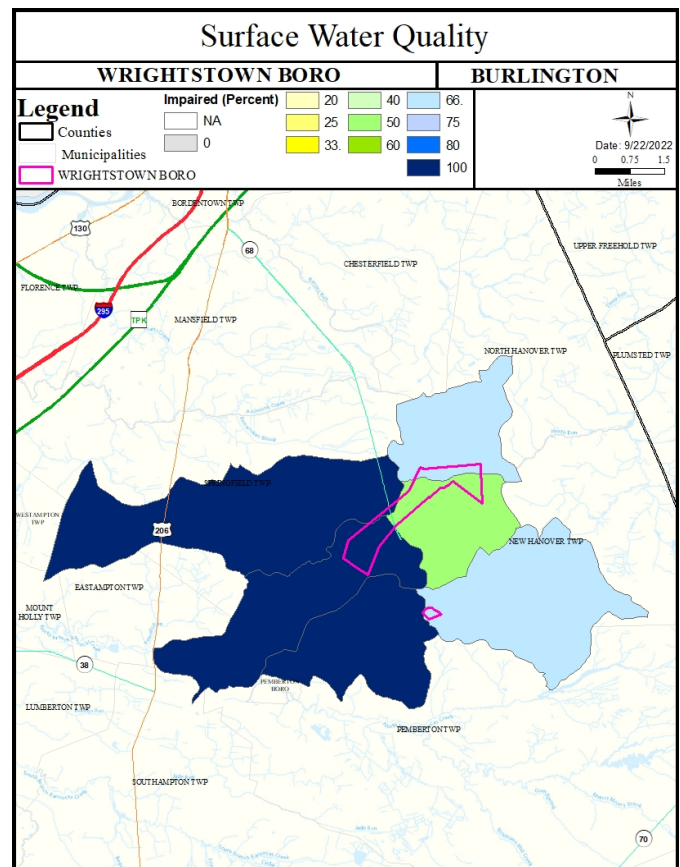 Surface Water Quality
WRIGHTSTOWN BORO
BURLINGTON
Legend
Counties
Municipalities
WRIGHTSTOWN BORO
Impaired (Percent)
NA
0
20
25
33.
40
50
60
66.
75
80
100
N
Date: 9/22/2022
0 0.75 1.5
Miles
BORDENTOWN TWP
130
68
UPPER FREEHOLD TWP
CHESTERFIELD TWP
FLORENCE TWP
295
TPK
MANSFIELD TWP
NORTH HANOVER TWP
PLUMSTED TWP
SPRINGFIELD TWP
WESTAMPTON
TWP
206
NEW HANOVER TWP
EASTAMPTON TWP
MOUNT
HOLLY TWP
38
PEMBERTON
BORO
LUMBERTON TWP
PEMBERTON TWP
SOUTHAMPTON TWP
70